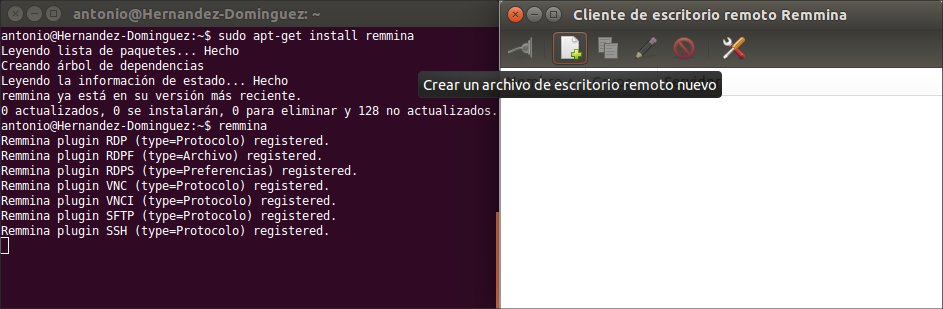 antonio@Hernandez-Dominguez: ~
antonio@Hernandez-Dominguez:~$ sudo apt-get install remmina
Leyendo lista de paquetes... Hecho
Creando árbol de dependencias
Leyendo la información de estado... Hecho
remmina ya está en su versión más reciente.
0 actualizados, 0 se instalarán, 0 para eliminar y 128 no actualizados.
antonio@Hernandez-Dominguez:~$ remmina
Remmina plugin RDP (type=Protocolo) registered.
Remmina plugin RDPF (type=Archivo) registered.
Remmina plugin RDPS (type=Preferencias) registered.
Remmina plugin VNC (type=Protocolo) registered.
Remmina plugin VNCI (type=Protocolo) registered.
Remmina plugin SFTP (type=Protocolo) registered.
Remmina plugin SSH (type=Protocolo) registered.
Cliente de escritorio remoto Remmina
Crear un archivo de escritorio remoto nuevo